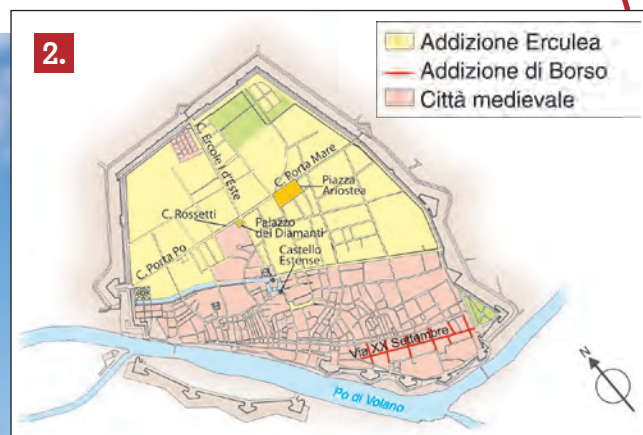 2.
Addizione Erculea
Addizione di Borso
Città medievale
C. Ercole I d'Este
C. Porta Mare
Piazza
Ariostea
C. Rossetti
Palazzo
dei Diamanti
Castello
Estense
C. Porta Po
Via XX Settembre
Po di Volano
N